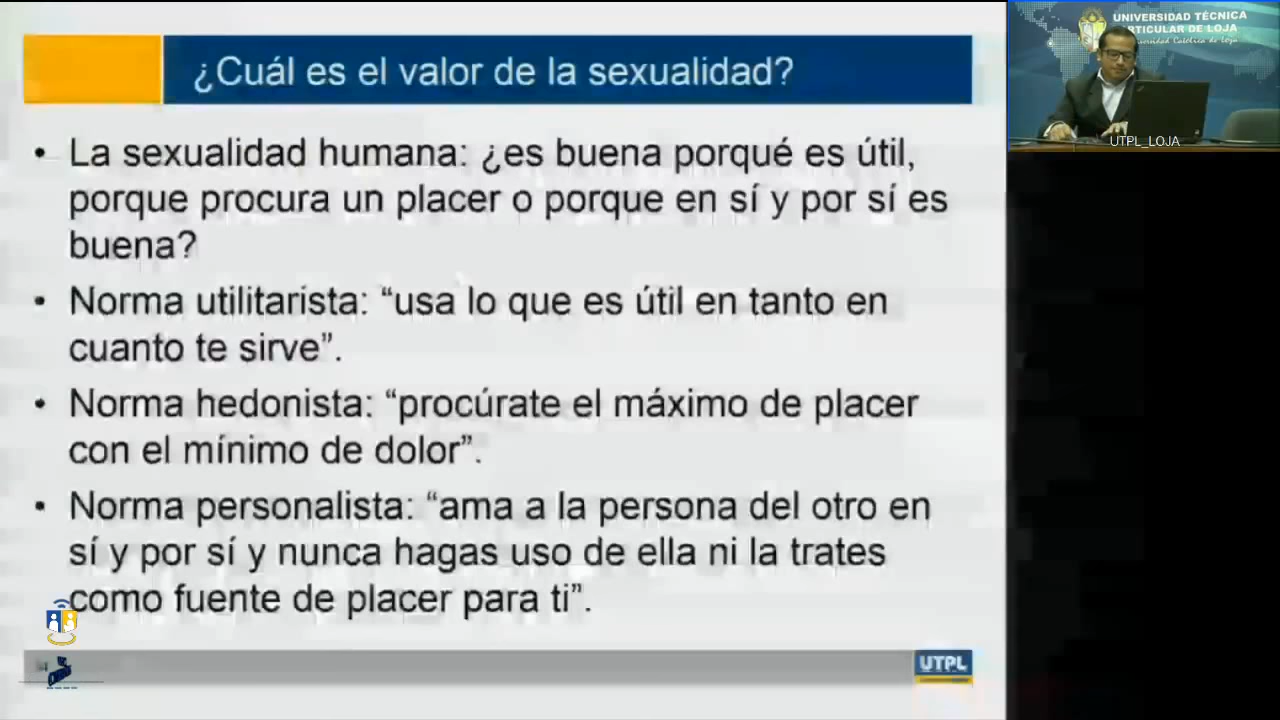 ¿Cuál es el valor de la sexualidad?
• La sexualidad humana: ¿es buena porqué es útil,
porque procura un placer o porque en sí y por sí es
buena?
• Norma utilitarista: “usa lo que es útil en tanto en
cuanto te sirve”.
• Norma hedonista: “procúrate el máximo de placer
con el mínimo de dolor”.
• Norma personalista: “ama a la persona del otro en
sí y por sí y nunca hagas uso de ella ni la trates
como fuente de placer para ti”.
UTPL
UNIVERSIDAD TÉCNICA
PARTICULAR DE LOJA
Universidad Católica de Loja
UTPL_LOJA